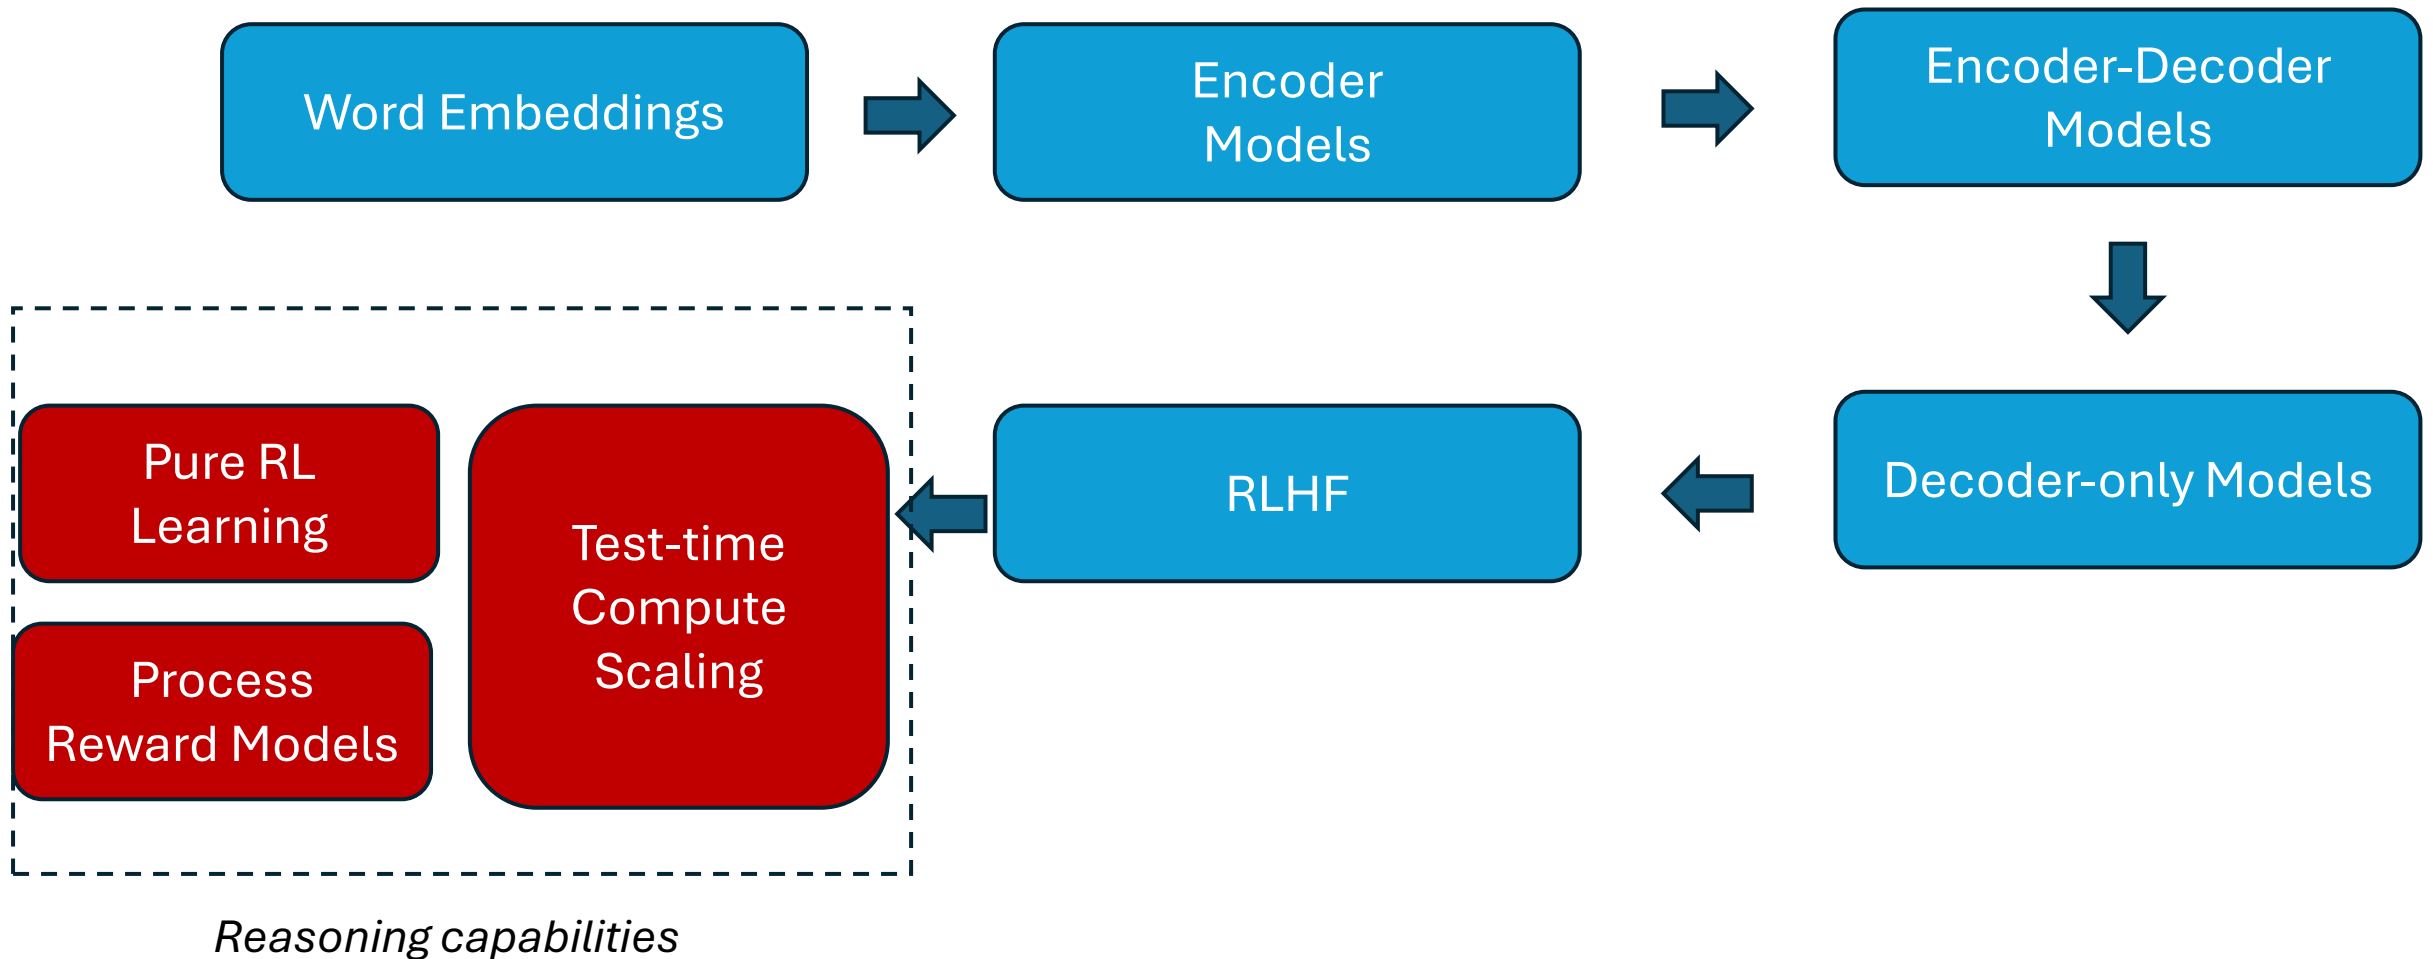 Word Embeddings
Encoder
Models
Encoder-Decoder
Models
Decoder-only Models
RLHF
Test-time
Compute
Scaling
Pure RL
Learning
Process
Reward Models
Reasoning capabilities